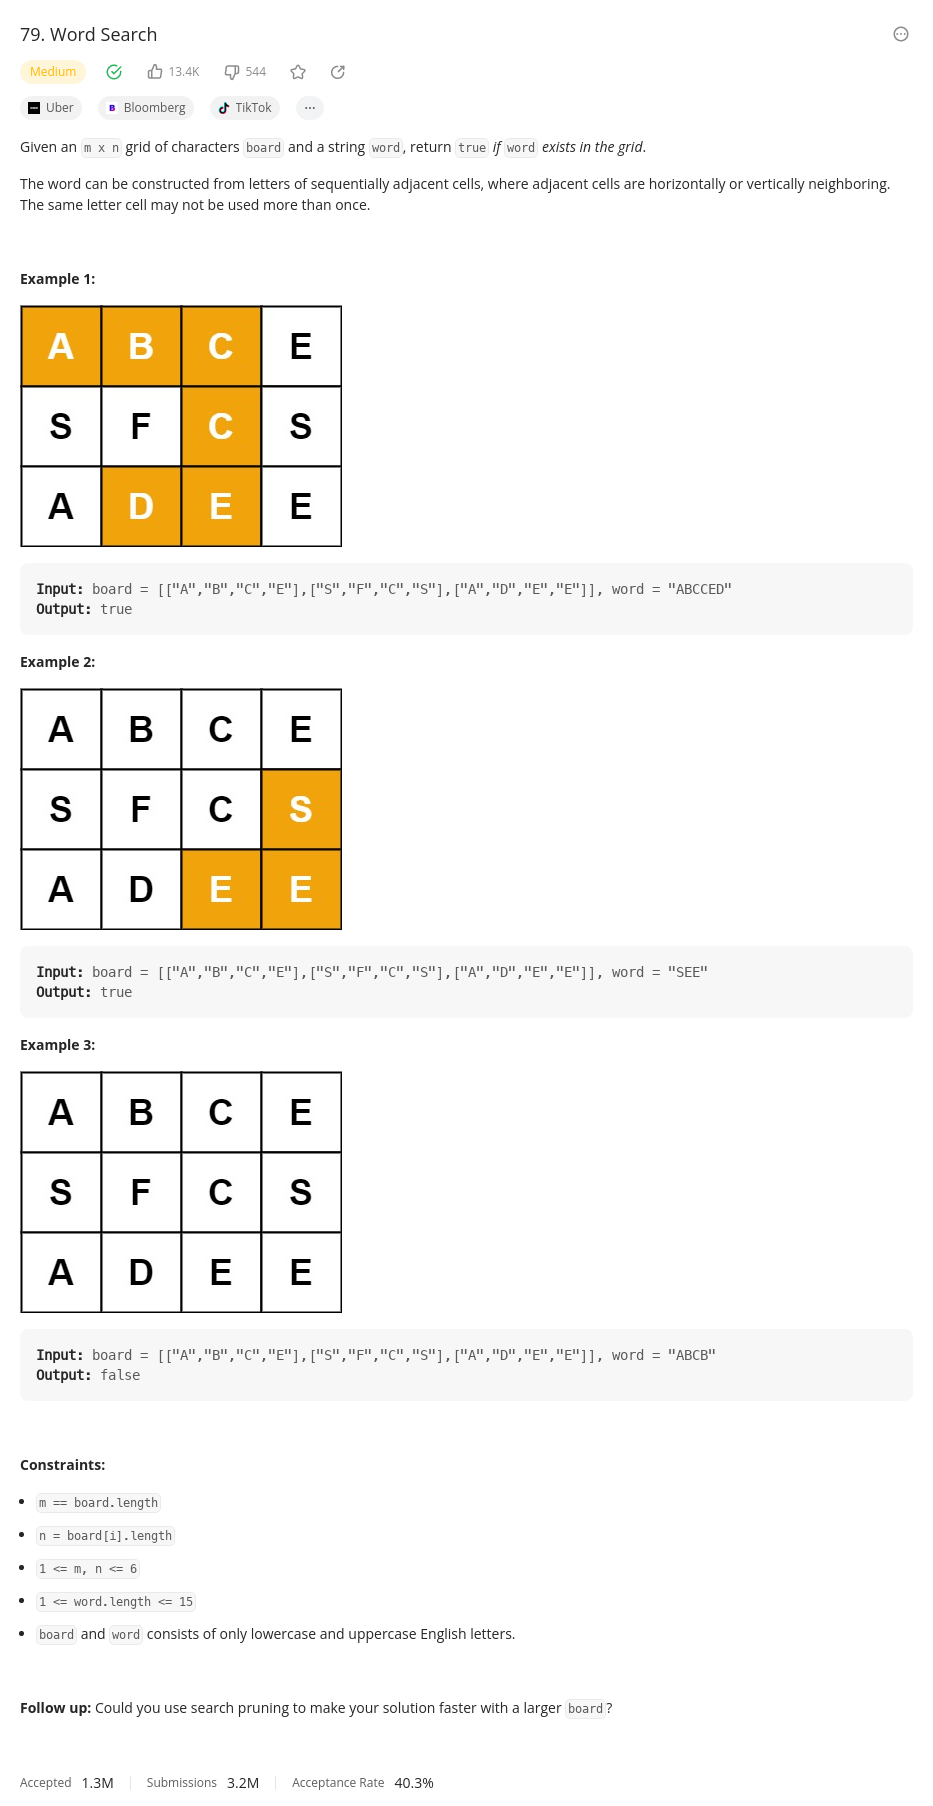 79. Word Search
Medium 13.4K 544
Uber Bloomberg TikTok ...
Given an m x n grid of characters board and a string word, return true if word exists in the grid.
The word can be constructed from letters of sequentially adjacent cells, where adjacent cells are horizontally or vertically neighboring.
The same letter cell may not be used more than once.
Example 1:
A B C E
S F C S
A D E E
Input: board = [["A","B","C","E"],["S","F","C","S"],["A","D","E","E"]], word = "ABCCED"
Output: true
Example 2:
A B C E
S F C S
A D E E
Input: board = [["A","B","C","E"],["S","F","C","S"],["A","D","E","E"]], word = "SEE"
Output: true
Example 3:
A B C E
S F C S
A D E E
Input: board = [["A","B","C","E"],["S","F","C","S"],["A","D","E","E"]], word = "ABCB"
Output: false
Constraints:
• m == board.length
• n = board[i].length
• 1 <= m, n <= 6
• 1 <= word.length <= 15
• board and word consists of only lowercase and uppercase English letters.
Follow up: Could you use search pruning to make your solution faster with a larger board?
Accepted 1.3M Submissions 3.2M Acceptance Rate 40.3%